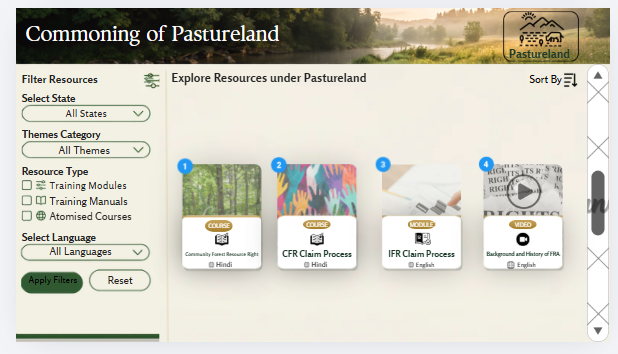 Commoning of Pastureland
Pastureland
Filter Resources
Select State
All States
Themes Category
All Themes
Resource Type
Training Modules
Training Manuals
Atomised Courses
Select Language
All Languages
Apply Filters
Reset
Explore Resources under Pastureland
Sort By
1
COURSE
Community Forest Resource Right
Hindi
2
COURSE
CFR Claim Process
Hindi
3
MODULE
IFR Claim Process
English
4
RIGHTS
VIDEO
Background and History of FRA
English